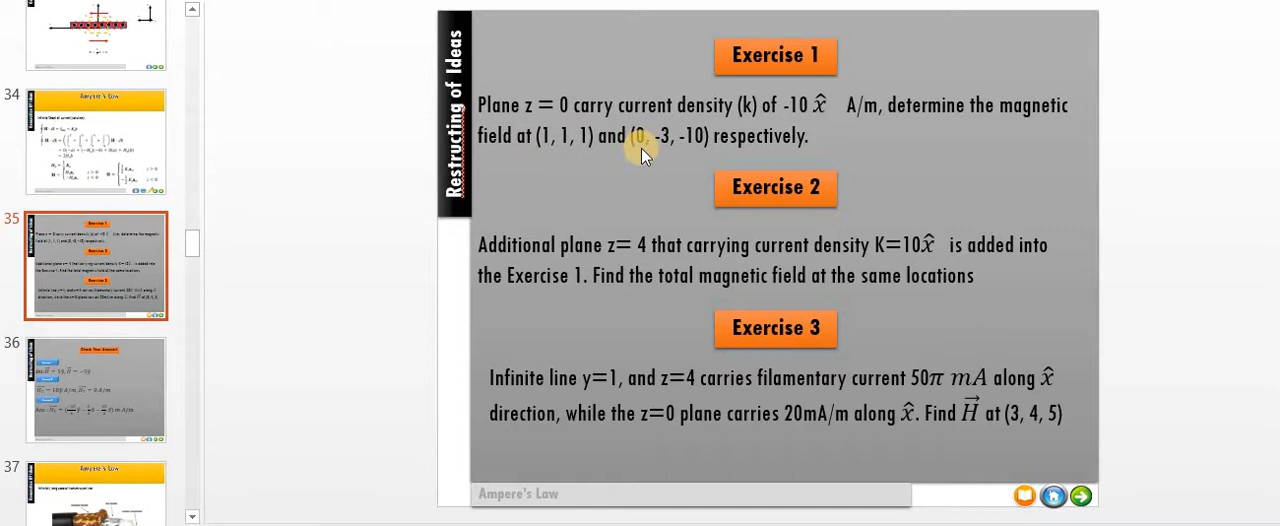 34
Ampere's Law
35
36
Check Your Answer!
37
Ampere's Law
Restructing of Ideas
Exercise 1
Plane z = 0 carry current density (k) of -10 x̂ A/m, determine the magnetic
field at (1, 1, 1) and (0, -3, -10) respectively.
Exercise 2
Additional plane z= 4 that carrying current density K=10x̂ is added into
the Exercise 1. Find the total magnetic field at the same locations
Exercise 3
Infinite line y=1, and z=4 carries filamentary current 50π mA along x̂
direction, while the z=0 plane carries 20mA/m along x̂. Find H⃗ at (3, 4, 5)
Ampere's Law